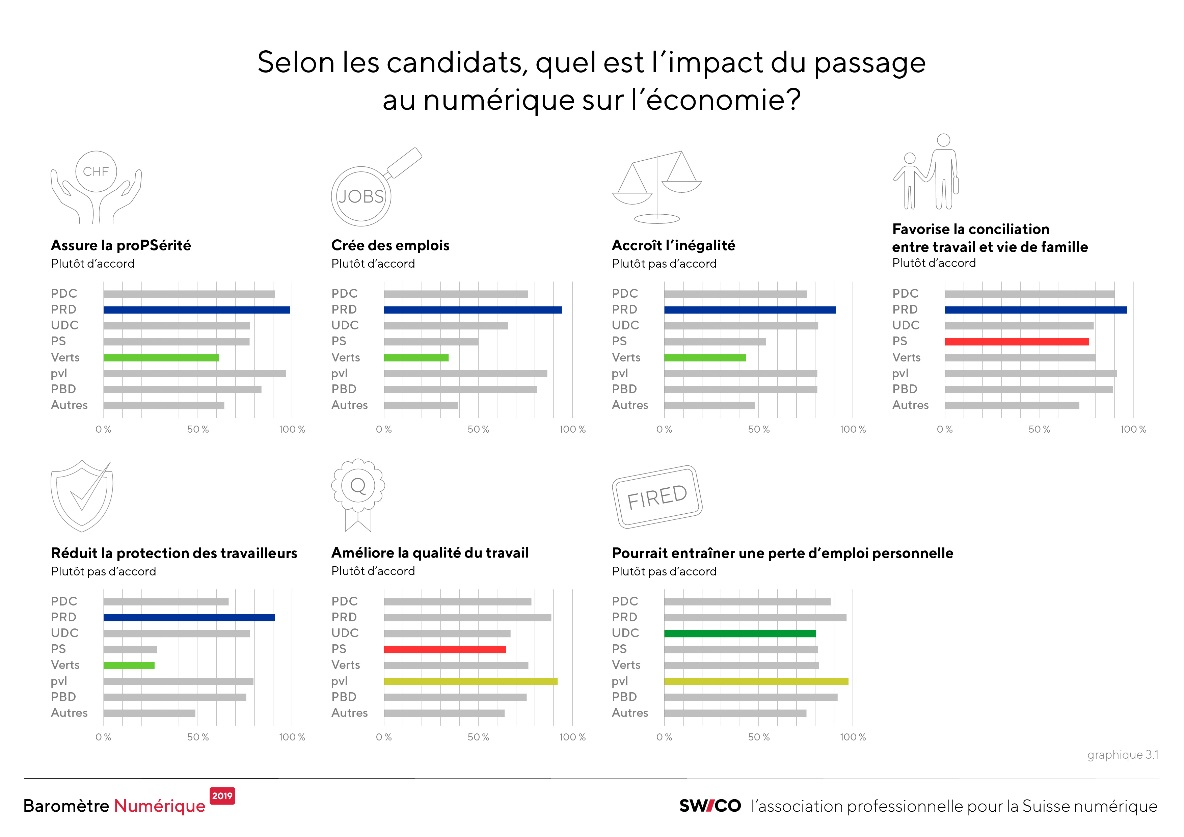 Selon les candidats, quel est l'impact du passage
au numérique sur l'économie?
CHF
Assure la proPSérité
Plutôt d'accord
PDC
PRD
UDC
PS
Verts
pvl
PBD
Autres
0 %
50 %
100 %
JOBS
Crée des emplois
Plutôt d'accord
PDC
PRD
UDC
PS
Verts
pvl
PBD
Autres
0 %
50 %
100 %
Accroît l'inégalité
Plutôt pas d'accord
PDC
PRD
UDC
PS
Verts
pvl
PBD
Autres
0 %
50 %
100 %
Favorise la conciliation
entre travail et vie de famille
Plutôt d'accord
PDC
PRD
UDC
PS
Verts
pvl
PBD
Autres
0 %
50 %
100 %
Réduit la protection des travailleurs
Plutôt pas d'accord
PDC
PRD
UDC
PS
Verts
pvl
PBD
Autres
0 %
50 %
100 %
Q
Améliore la qualité du travail
Plutôt d'accord
PDC
PRD
UDC
PS
Verts
pvl
PBD
Autres
0 %
50 %
100 %
FIRED
Pourrait entraîner une perte d'emploi personnelle
Plutôt pas d'accord
PDC
PRD
UDC
PS
Verts
pvl
PBD
Autres
0 %
50 %
100 %
graphique 3.1
Baromètre Numérique 2019
SWICO l'association professionnelle pour la Suisse numérique